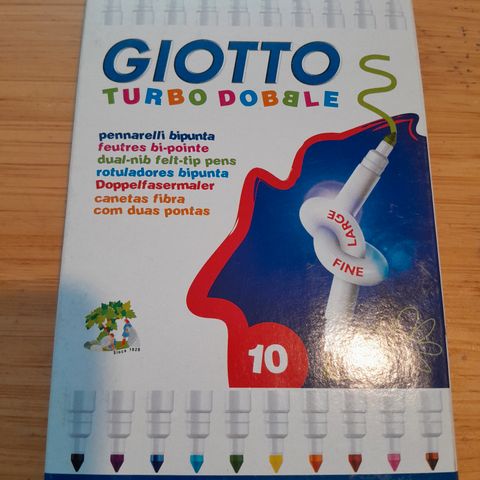 GIOTTO
TURBO DOBBLE
pennarelli bipunta
feutres bi-pointe
dual-nib felt-tip pens
rotuladores bipunta
Doppelfasermaler
canetas fibra
com duas pontas
LARGE
FINE
Since 1920
10